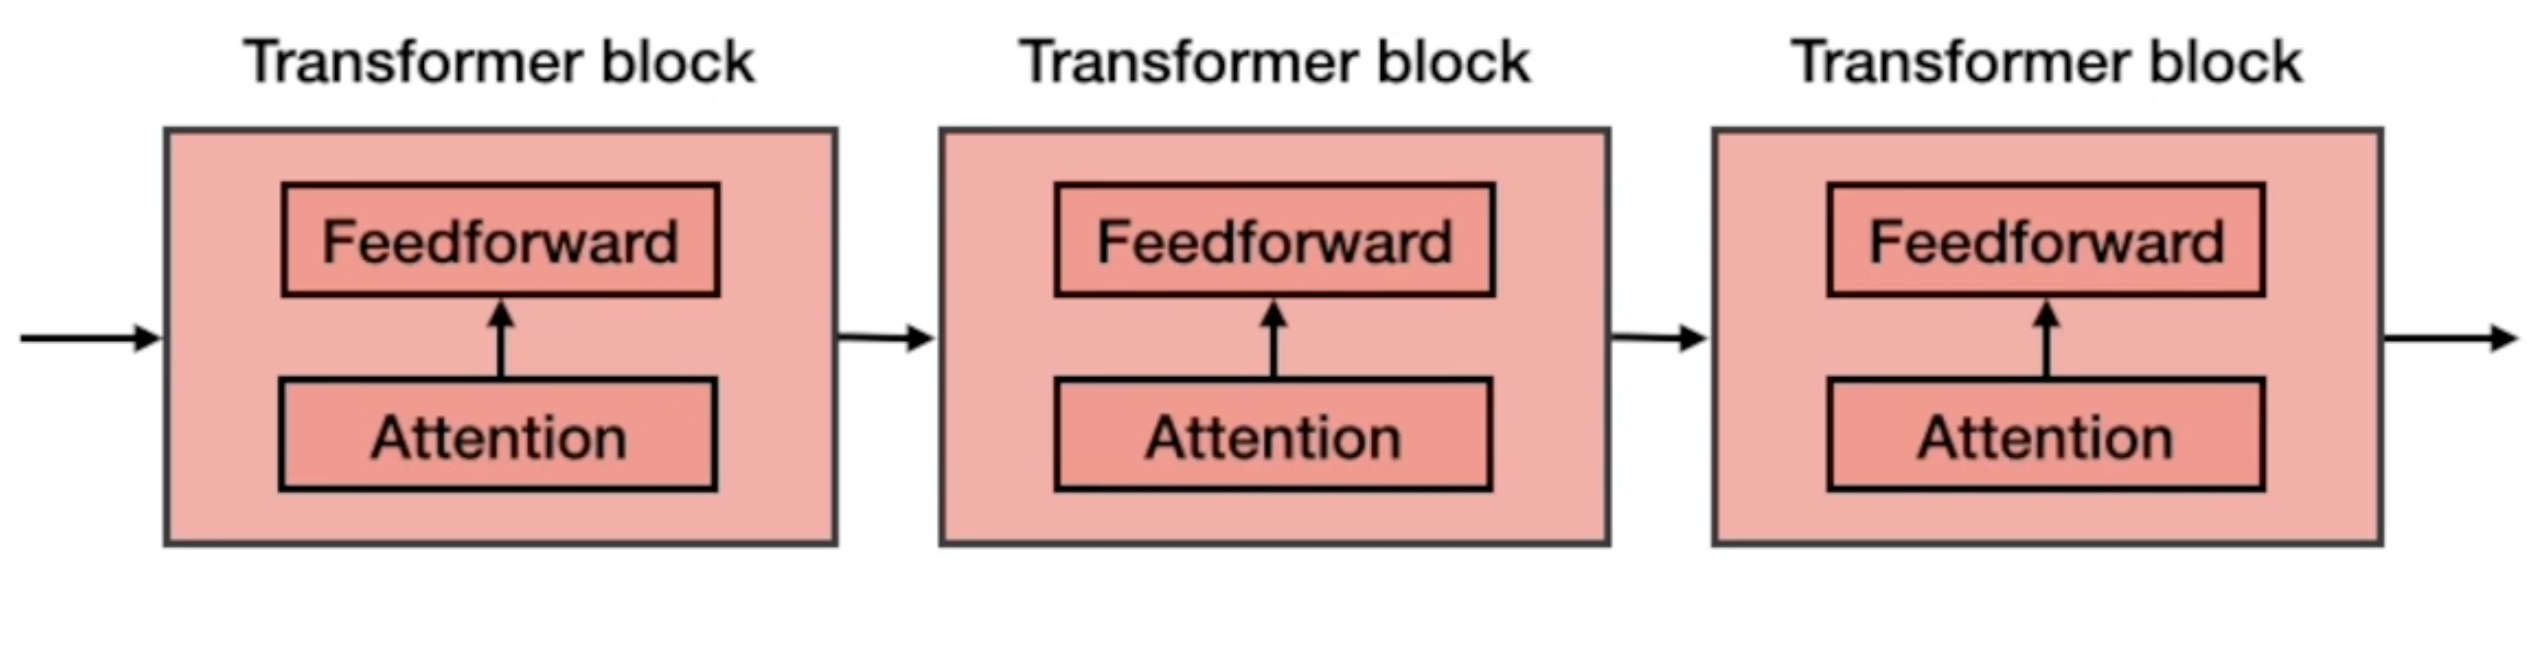 Transformer block
Transformer block
Transformer block
Feedforward
Feedforward
Feedforward
Attention
Attention
Attention